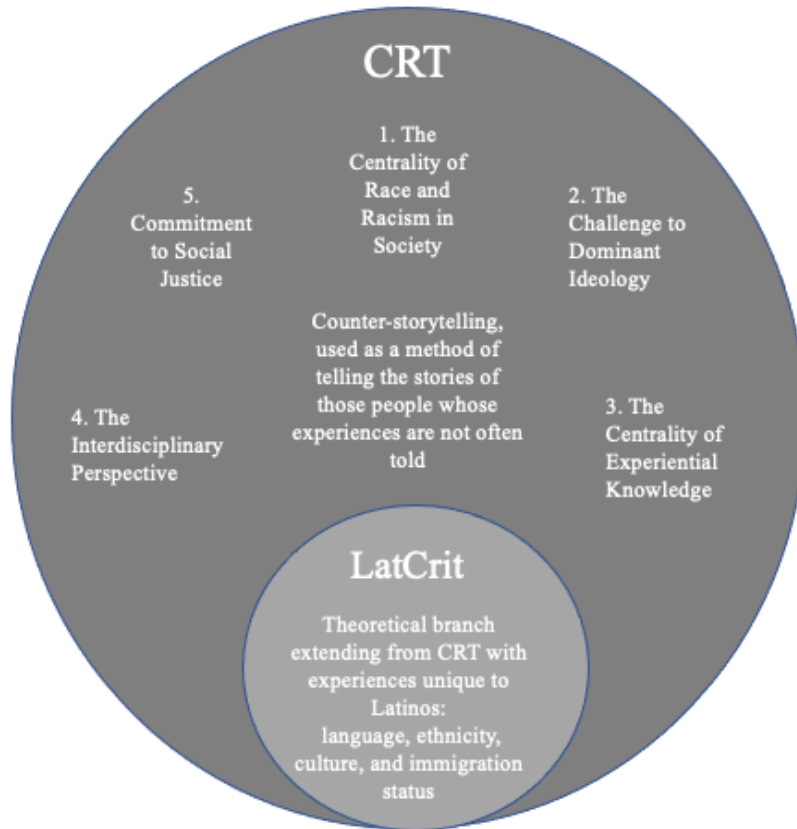 CRT
1. The
Centrality of
Race and
Racism in
Society
2. The
Challenge to
Dominant
Ideology
3. The
Centrality of
Experiential
Knowledge
4. The
Interdisciplinary
Perspective
5.
Commitment
to Social
Justice
Counter-storytelling,
used as a method of
telling the stories of
those people whose
experiences are not often
told
LatCrit
Theoretical branch
extending from CRT with
experiences unique to
Latinos:
language, ethnicity,
culture, and immigration
status